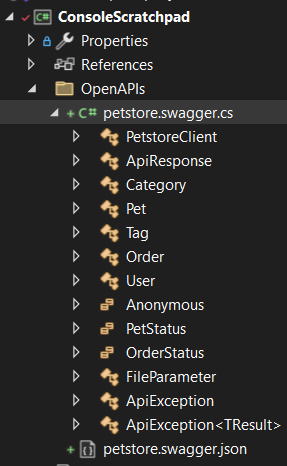 ConsoleScratchpad
Properties
References
OpenAPIs
petstore.swagger.cs
PetstoreClient
ApiResponse
Category
Pet
Tag
Order
User
Anonymous
PetStatus
OrderStatus
FileParameter
ApiException
ApiException<TResult>
petstore.swagger.json